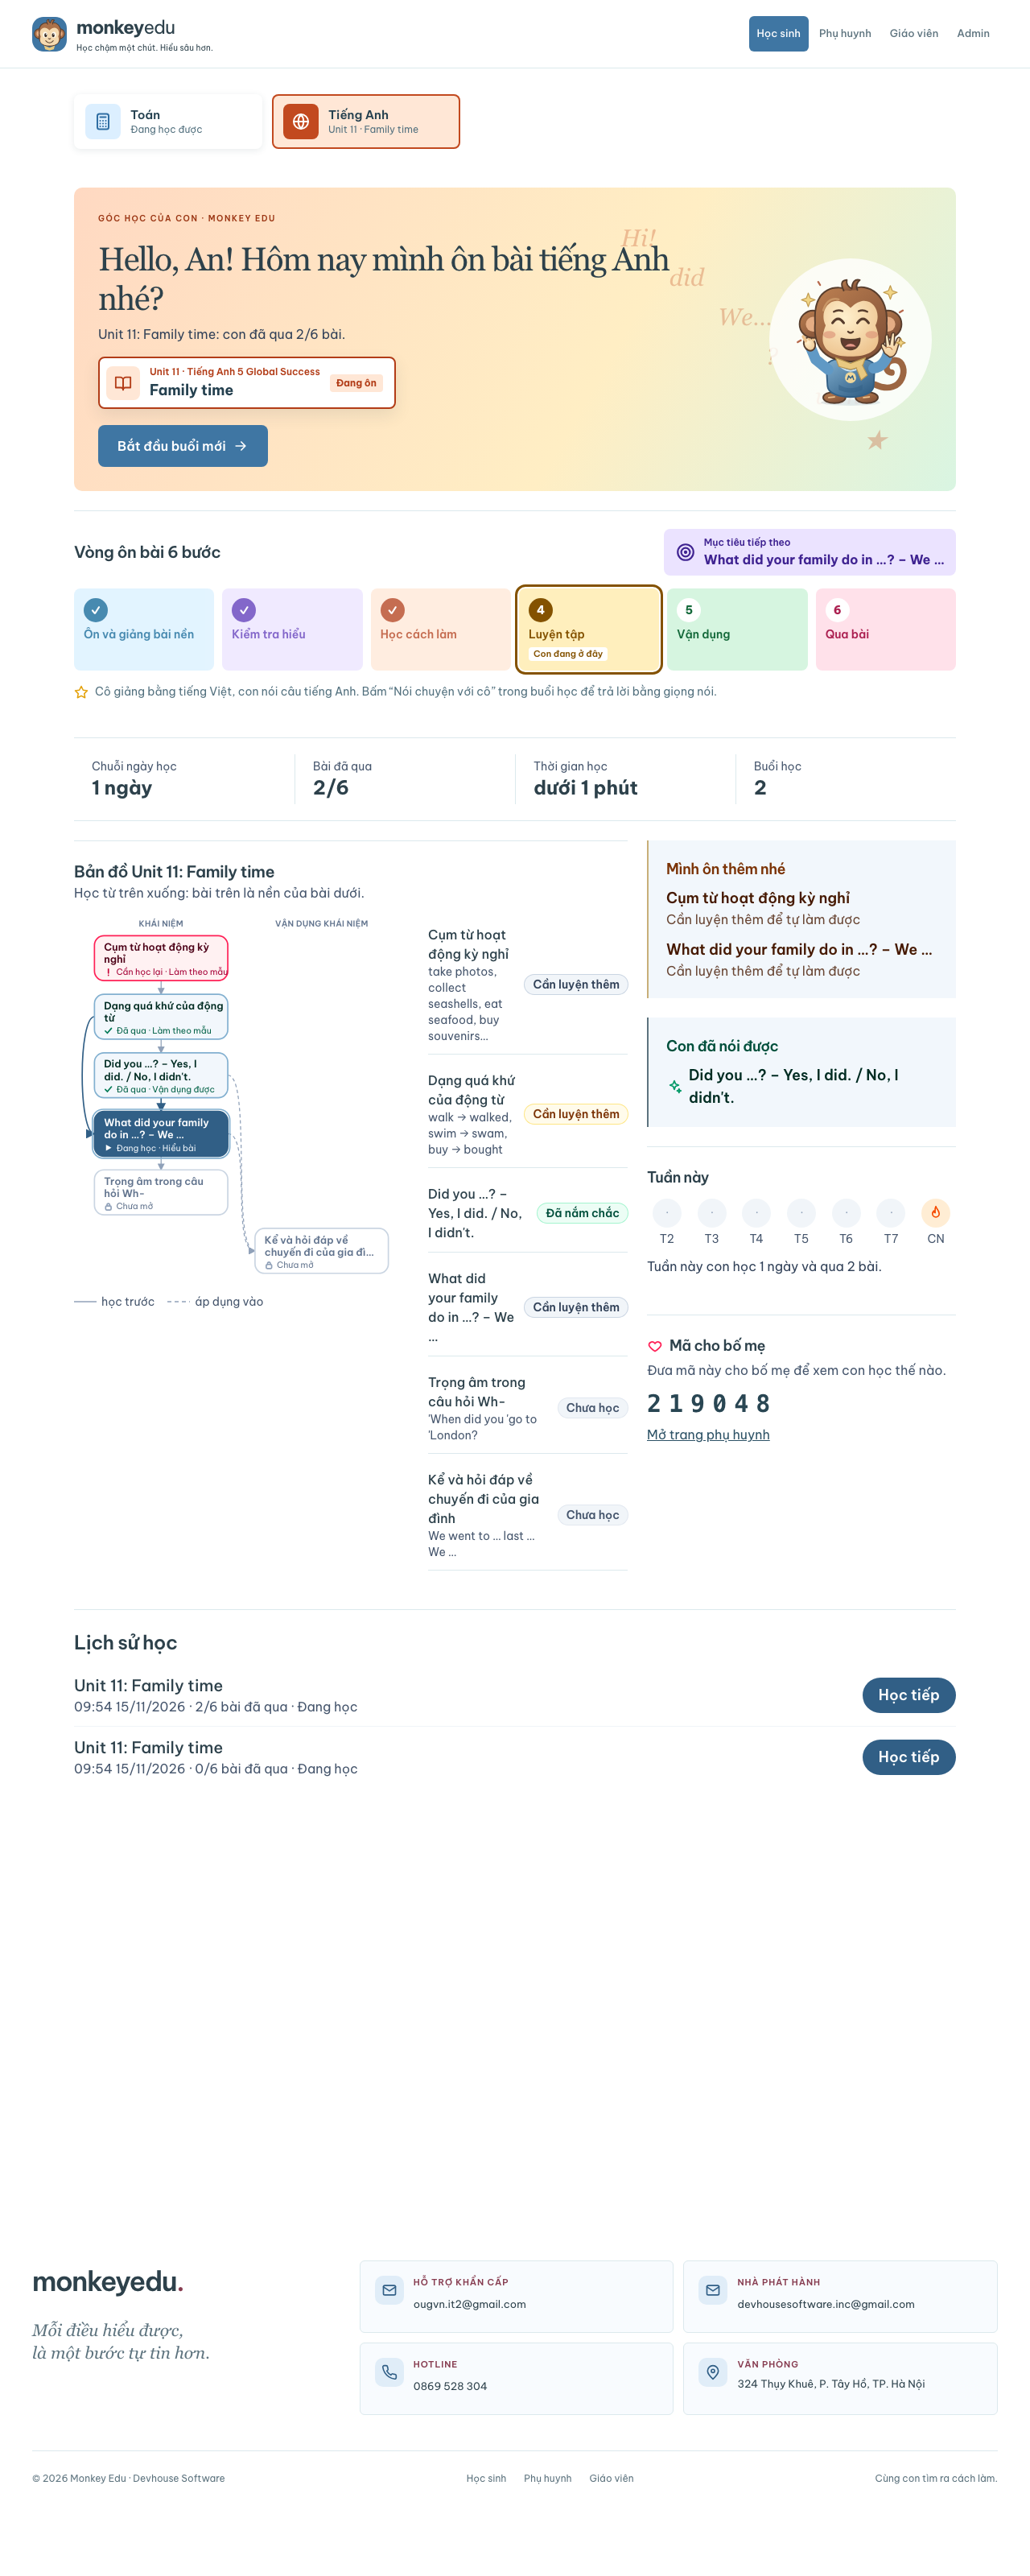 monkeyedu
Học chậm một chút. Hiểu sâu hơn.
Học sinh
Phụ huynh
Giáo viên
Admin
Toán
Đang học được
Tiếng Anh
Unit 11 · Family time
GÓC HỌC CỦA CON · MONKEY EDU
Hello, An! Hôm nay mình ôn bài tiếng Anh
nhé?
Hi!
did
We...
?
Unit 11: Family time: con đã qua 2/6 bài.
Unit 11 · Tiếng Anh 5 Global Success
Family time
Đang ôn
Bắt đầu buổi mới
Vòng ôn bài 6 bước
Mục tiêu tiếp theo
What did your family do in ...? – We ...
Ôn và giảng bài nền
Kiểm tra hiểu
Học cách làm
4
Luyện tập
Con đang ở đây
5
Vận dụng
6
Qua bài
Cô giảng bằng tiếng Việt, con nói câu tiếng Anh. Bấm “Nói chuyện với cô” trong buổi học để trả lời bằng giọng nói.
Chuỗi ngày học
1 ngày
Bài đã qua
2/6
Thời gian học
dưới 1 phút
Buổi học
2
Bản đồ Unit 11: Family time
Học từ trên xuống: bài trên là nền của bài dưới.
KHÁI NIỆM
VẬN DỤNG KHÁI NIỆM
Cụm từ hoạt động kỳ
nghỉ
Cần học lại · Làm theo mẫu
Dạng quá khứ của động
từ
Đã qua · Làm theo mẫu
Did you ...? – Yes, I
did. / No, I didn't.
Đã qua · Vận dụng được
What did your family
do in ...? – We ...
Đang học · Hiểu bài
Trọng âm trong câu
hỏi Wh-
Chưa mở
Kể và hỏi đáp về
chuyến đi của gia đì...
Chưa mở
học trước
áp dụng vào
Cụm từ hoạt
động kỳ nghỉ
take photos,
collect
seashells, eat
seafood, buy
souvenirs...
Cần luyện thêm
Dạng quá khứ
của động từ
walk → walked,
swim → swam,
buy → bought
Cần luyện thêm
Did you ...? –
Yes, I did. / No,
I didn't.
Đã nắm chắc
What did
your family
do in ...? – We
...
Cần luyện thêm
Trọng âm trong
câu hỏi Wh-
'When did you 'go to
'London?
Chưa học
Kể và hỏi đáp về
chuyến đi của gia
đình
We went to ... last ...
We ...
Chưa học
Mình ôn thêm nhé
Cụm từ hoạt động kỳ nghỉ
Cần luyện thêm để tự làm được
What did your family do in ...? – We ...
Cần luyện thêm để tự làm được
Con đã nói được
Did you ...? – Yes, I did. / No, I
didn't.
Tuần này
T2
T3
T4
T5
T6
T7
CN
Tuần này con học 1 ngày và qua 2 bài.
Mã cho bố mẹ
Đưa mã này cho bố mẹ để xem con học thế nào.
219048
Mở trang phụ huynh
Lịch sử học
Unit 11: Family time
09:54 15/11/2026 · 2/6 bài đã qua · Đang học
Học tiếp
Unit 11: Family time
09:54 15/11/2026 · 0/6 bài đã qua · Đang học
Học tiếp
monkeyedu.
Mỗi điều hiểu được,
là một bước tự tin hơn.
HỖ TRỢ KHẨN CẤP
ougvn.it2@gmail.com
NHÀ PHÁT HÀNH
devhousesoftware.inc@gmail.com
HOTLINE
0869 528 304
VĂN PHÒNG
324 Thụy Khuê, P. Tây Hồ, TP. Hà Nội
© 2026 Monkey Edu · Devhouse Software
Học sinh
Phụ huynh
Giáo viên
Cùng con tìm ra cách làm.